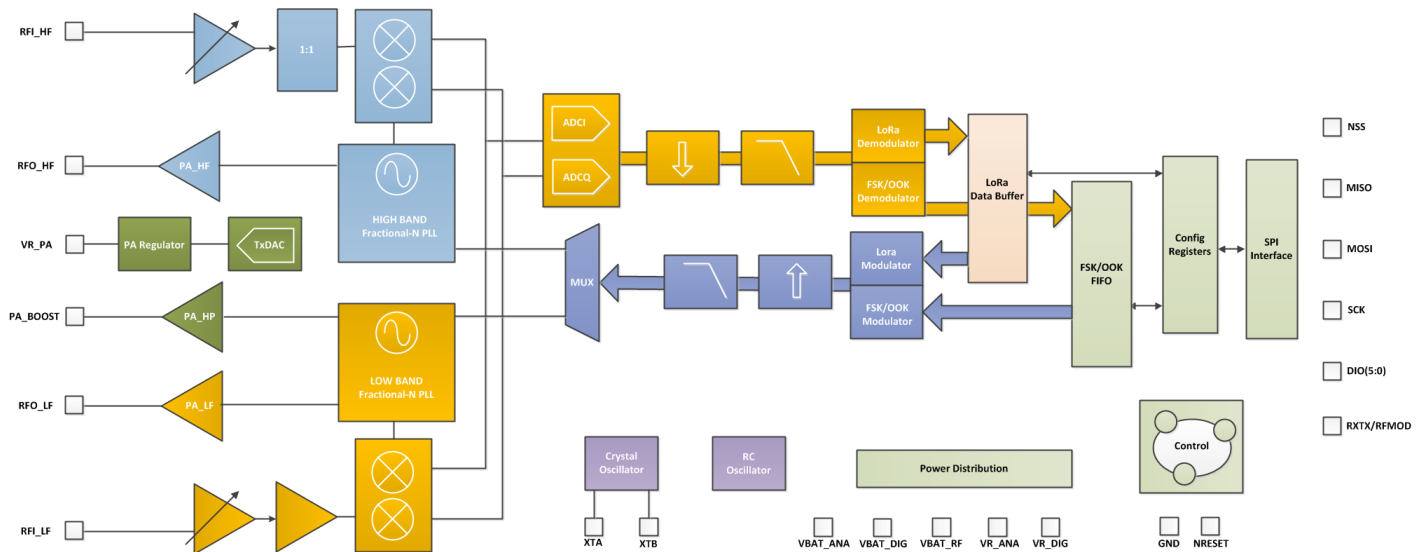 RFI_HF
1:1
RFO_HF
PA_HF
HIGH BAND
Fractional-N PLL
VR_PA
PA Regulator
TxDAC
PA_BOOST
PA_HP
LOW BAND
Fractional-N PLL
RFO_LF
PA_LF
RFI_LF
ADCI
ADCQ
MUX
LoRa
Demodulator
FSK/OOK
Demodulator
Lora
Modulator
FSK/OOK
Modulator
LoRa
Data Buffer
FSK/OOK
FIFO
Config
Registers
SPI
Interface
NSS
MISO
MOSI
SCK
DIO(5:0)
RXTX/RFMOD
Crystal
Oscillator
RC
Oscillator
Power Distribution
Control
XTA
XTB
VBAT_ANA
VBAT_DIG
VBAT_RF
VR_ANA
VR_DIG
GND
NRESET